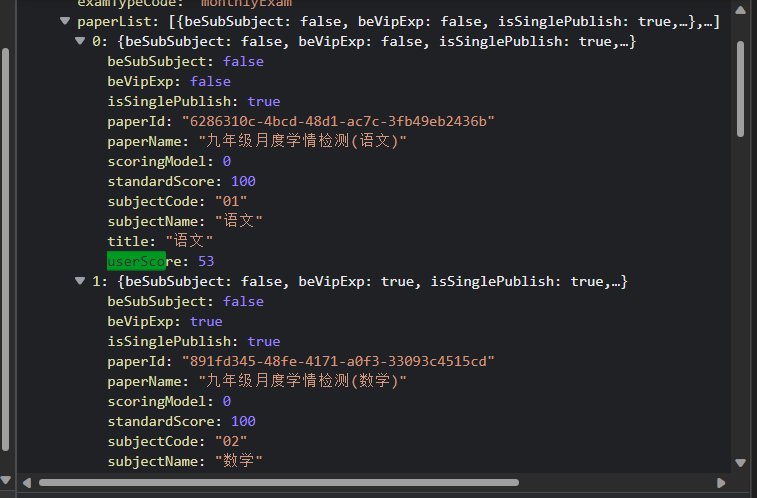 examTypeCode: "monthlyExam"
paperList: [{beSubSubject: false, beVipExp: false, isSinglePublish: true,…},…]
0: {beSubSubject: false, beVipExp: false, isSinglePublish: true,…}
beSubSubject: false
beVipExp: false
isSinglePublish: true
paperId: "6286310c-4bcd-48d1-ac7c-3fb49eb2436b"
paperName: "九年级月度学情检测(语文)"
scoringModel: 0
standardScore: 100
subjectCode: "01"
subjectName: "语文"
title: "语文"
userScore: 53
1: {beSubSubject: false, beVipExp: true, isSinglePublish: true,…}
beSubSubject: false
beVipExp: true
isSinglePublish: true
paperId: "891fd345-48fe-4171-a0f3-33093c4515cd"
paperName: "九年级月度学情检测(数学)"
scoringModel: 0
standardScore: 100
subjectCode: "02"
subjectName: "数学"